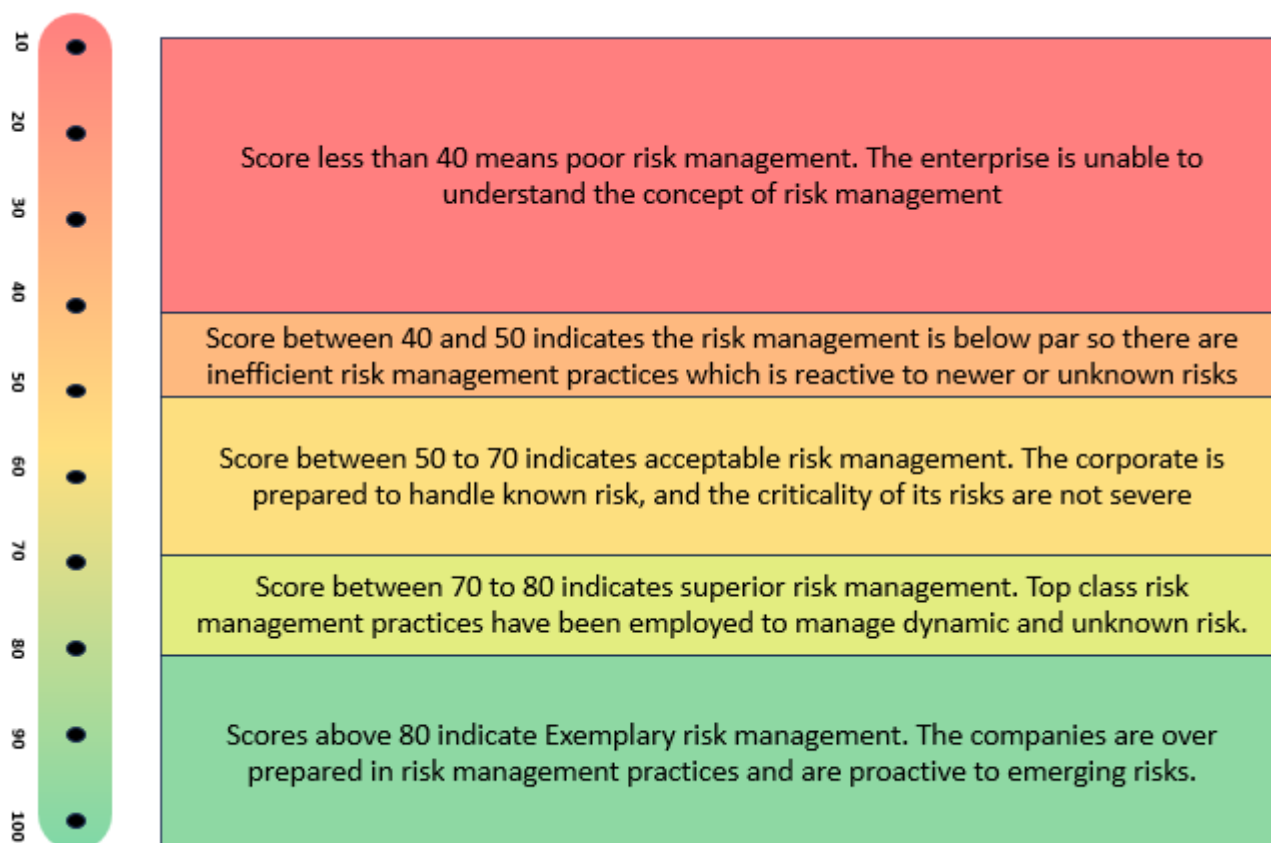 10
20
30
40
50
60
70
80
90
100
Score less than 40 means poor risk management. The enterprise is unable to
understand the concept of risk management
Score between 40 and 50 indicates the risk management is below par so there are
inefficient risk management practices which is reactive to newer or unknown risks
Score between 50 to 70 indicates acceptable risk management. The corporate is
prepared to handle known risk, and the criticality of its risks are not severe
Score between 70 to 80 indicates superior risk management. Top class risk
management practices have been employed to manage dynamic and unknown risk.
Scores above 80 indicate Exemplary risk management. The companies are over
prepared in risk management practices and are proactive to emerging risks.